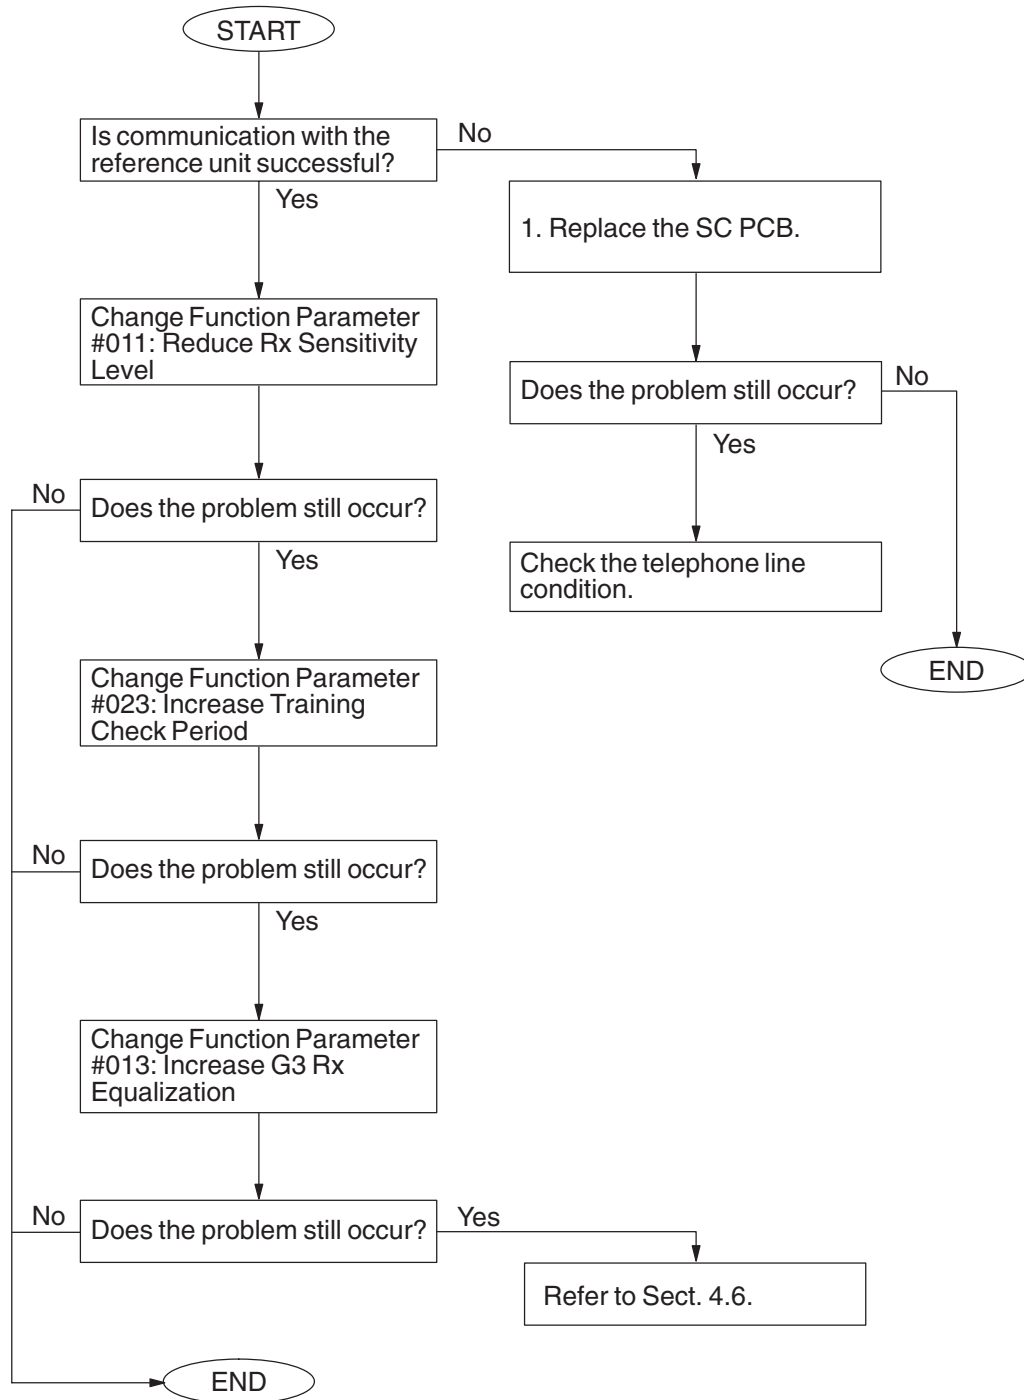 START
Is communication with the
reference unit successful?
No
Yes
1. Replace the SC PCB.
Change Function Parameter
#011: Reduce Rx Sensitivity
Level
Does the problem still occur?
No
Yes
No
Does the problem still occur?
Yes
Check the telephone line
condition.
END
Change Function Parameter
#023: Increase Training
Check Period
No
Does the problem still occur?
Yes
Change Function Parameter
#013: Increase G3 Rx
Equalization
No
Does the problem still occur?
Yes
Refer to Sect. 4.6.
END